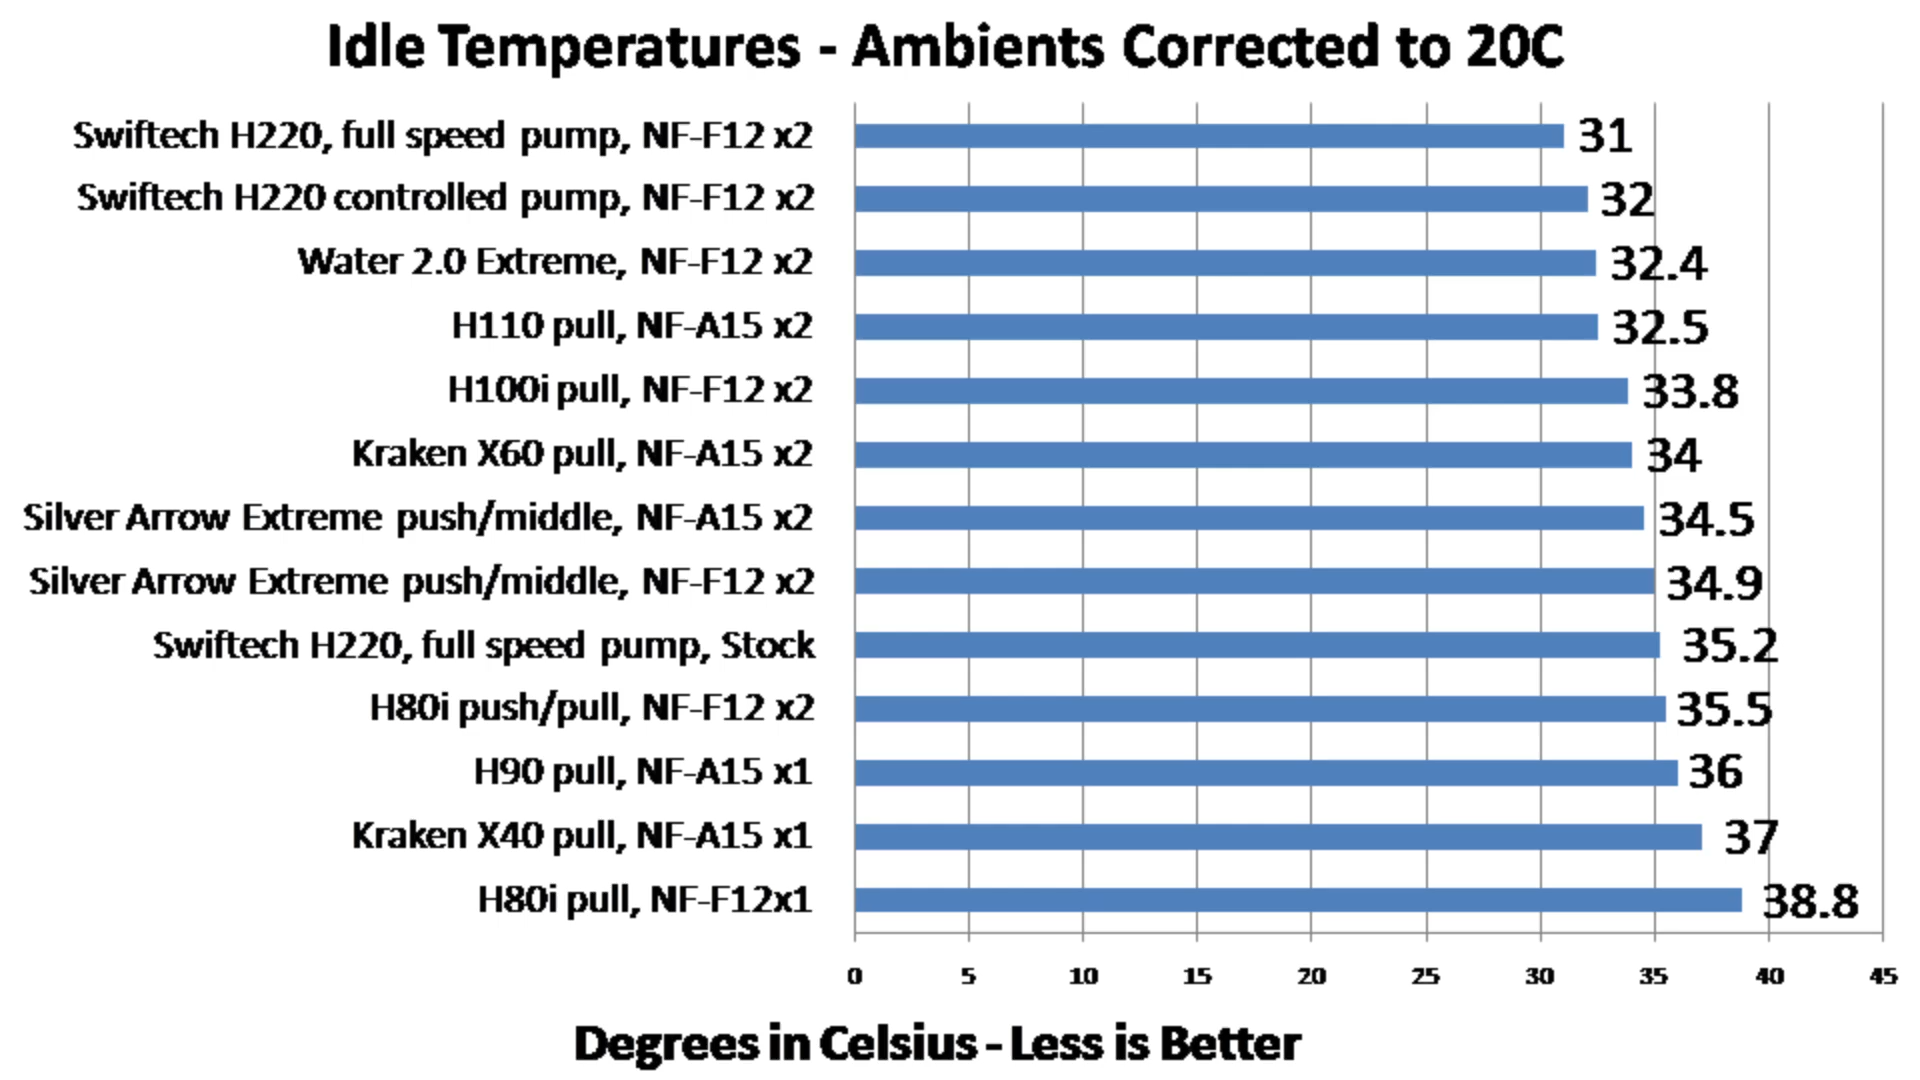 Idle Temperatures - Ambients Corrected to 20C
Swiftech H220, full speed pump, NF-F12 x2 31
Swiftech H220 controlled pump, NF-F12 x2 32
Water 2.0 Extreme, NF-F12 x2 32.4
H110 pull, NF-A15 x2 32.5
H100i pull, NF-F12 x2 33.8
Kraken X60 pull, NF-A15 x2 34
Silver Arrow Extreme push/middle, NF-A15 x2 34.5
Silver Arrow Extreme push/middle, NF-F12 x2 34.9
Swiftech H220, full speed pump, Stock 35.2
H80i push/pull, NF-F12 x2 35.5
H90 pull, NF-A15 x1 36
Kraken X40 pull, NF-A15 x1 37
H80i pull, NF-F12x1 38.8
0 5 10 15 20 25 30 35 40 45
Degrees in Celsius - Less is Better